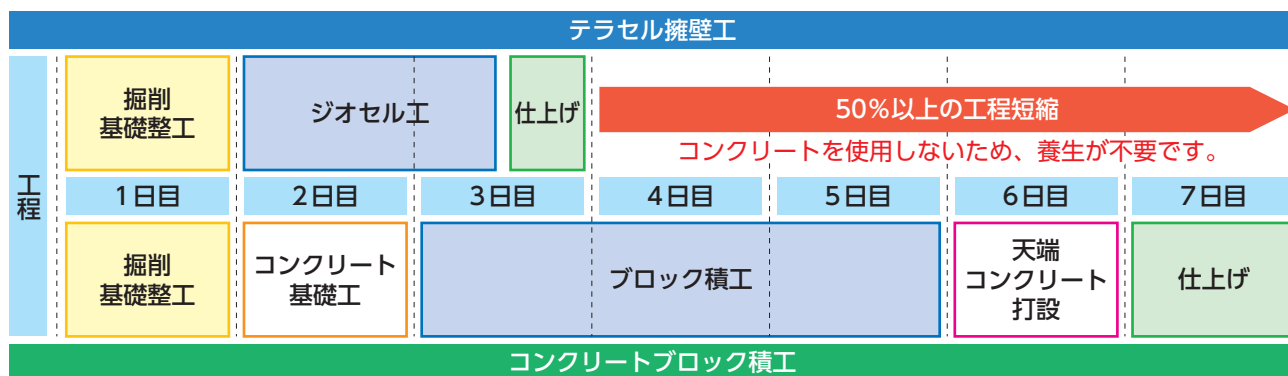 テラセル擁壁工
工程
掘削
基礎整工
ジオセル工
仕上げ
50%以上の工程短縮
コンクリートを使用しないため、養生が不要です。
1日目
2日目
3日目
4日目
5日目
6日目
7日目
掘削
基礎整工
コンクリート
基礎工
ブロック積工
天端
コンクリート
打設
仕上げ
コンクリートブロック積工